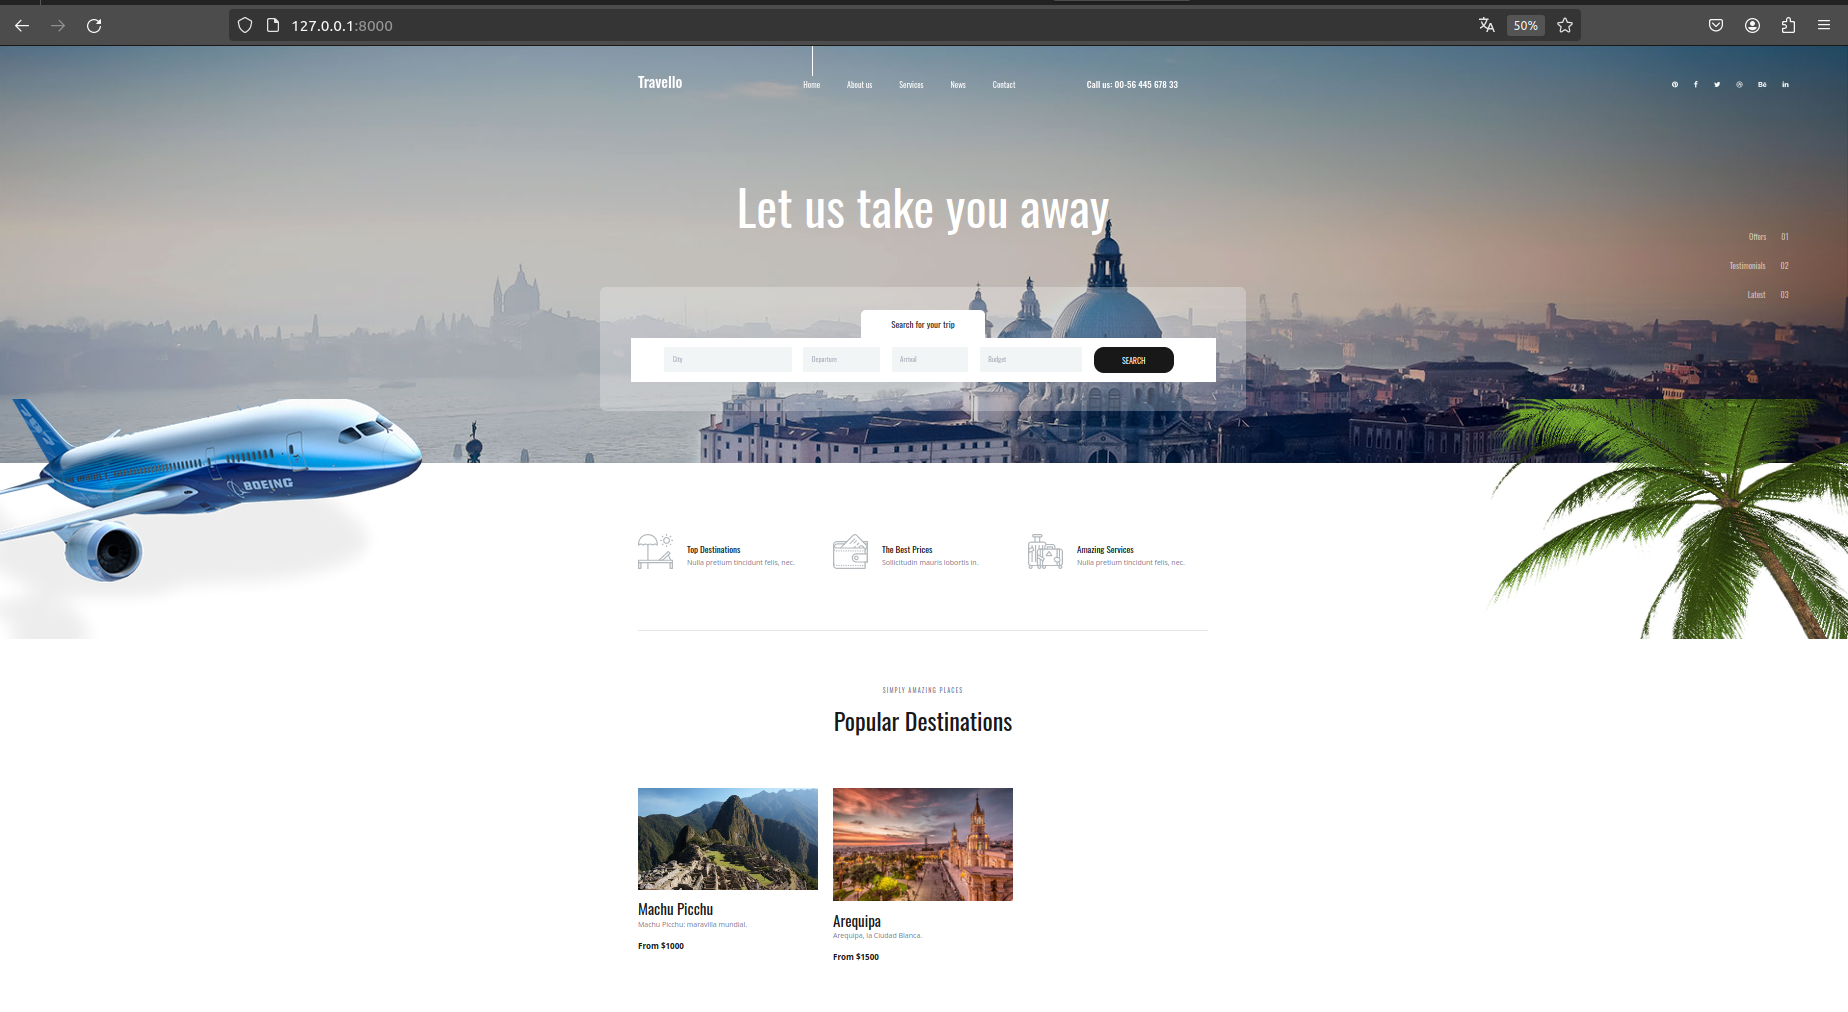 127.0.0.1:8000
50%
Travello
Home About us Services News Contact
Call us: 00-56 445 678 33
Bē
in
Let us take you away
Offers 01
Testimonials 02
Latest 03
Search for your trip
City Departure Arrival Budget SEARCH
797
BOEING
Top Destinations
Nulla pretium tincidunt felis, nec.
The Best Prices
Sollicitudin mauris lobortis in.
Amazing Services
Nulla pretium tincidunt felis, nec.
SIMPLY AMAZING PLACES
Popular Destinations
Machu Picchu
Machu Picchu: maravilla mundial.
From $1000
Arequipa
Arequipa, la Ciudad Blanca.
From $1500